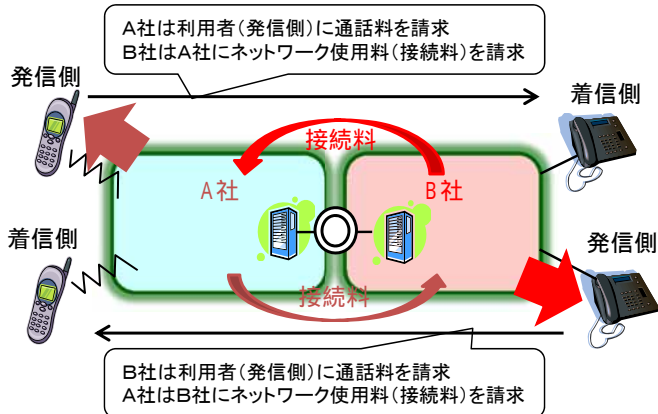 A社は利用者(発信側)に通話料を請求
B社はA社にネットワーク使用料(接続料)を請求
発信側
着信側
接続料
A社
B社
着信側
発信側
接続料
B社は利用者(発信側)に通話料を請求
A社はB社にネットワーク使用料(接続料)を請求